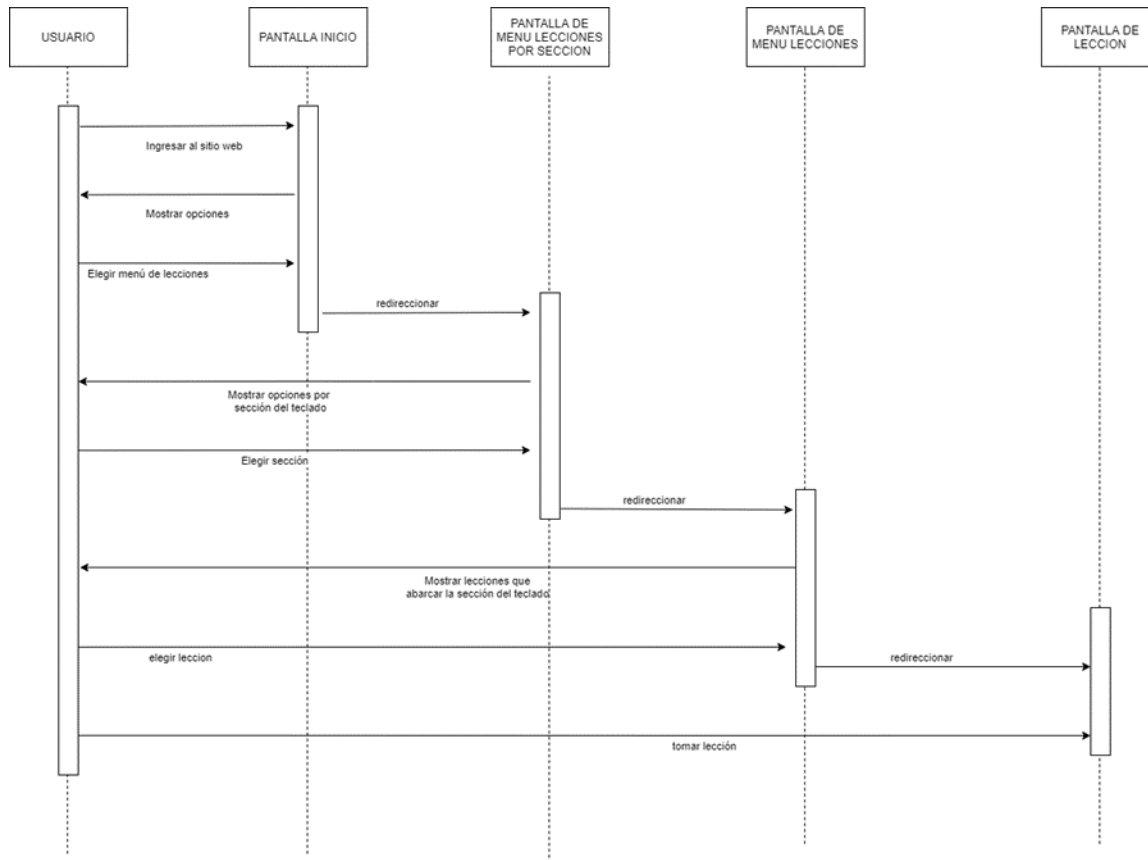 USUARIO
PANTALLA INICIO
PANTALLA DE
MENU LECCIONES
POR SECCION
PANTALLA DE
MENU LECCIONES
PANTALLA DE
LECCION
Ingresar al sitio web
Mostrar opciones
Elegir menú de lecciones
redireccionar
Mostrar opciones por
sección del teclado
Elegir sección
redireccionar
Mostrar lecciones que
abarcar la sección del teclado
elegir leccion
redireccionar
tomar lección